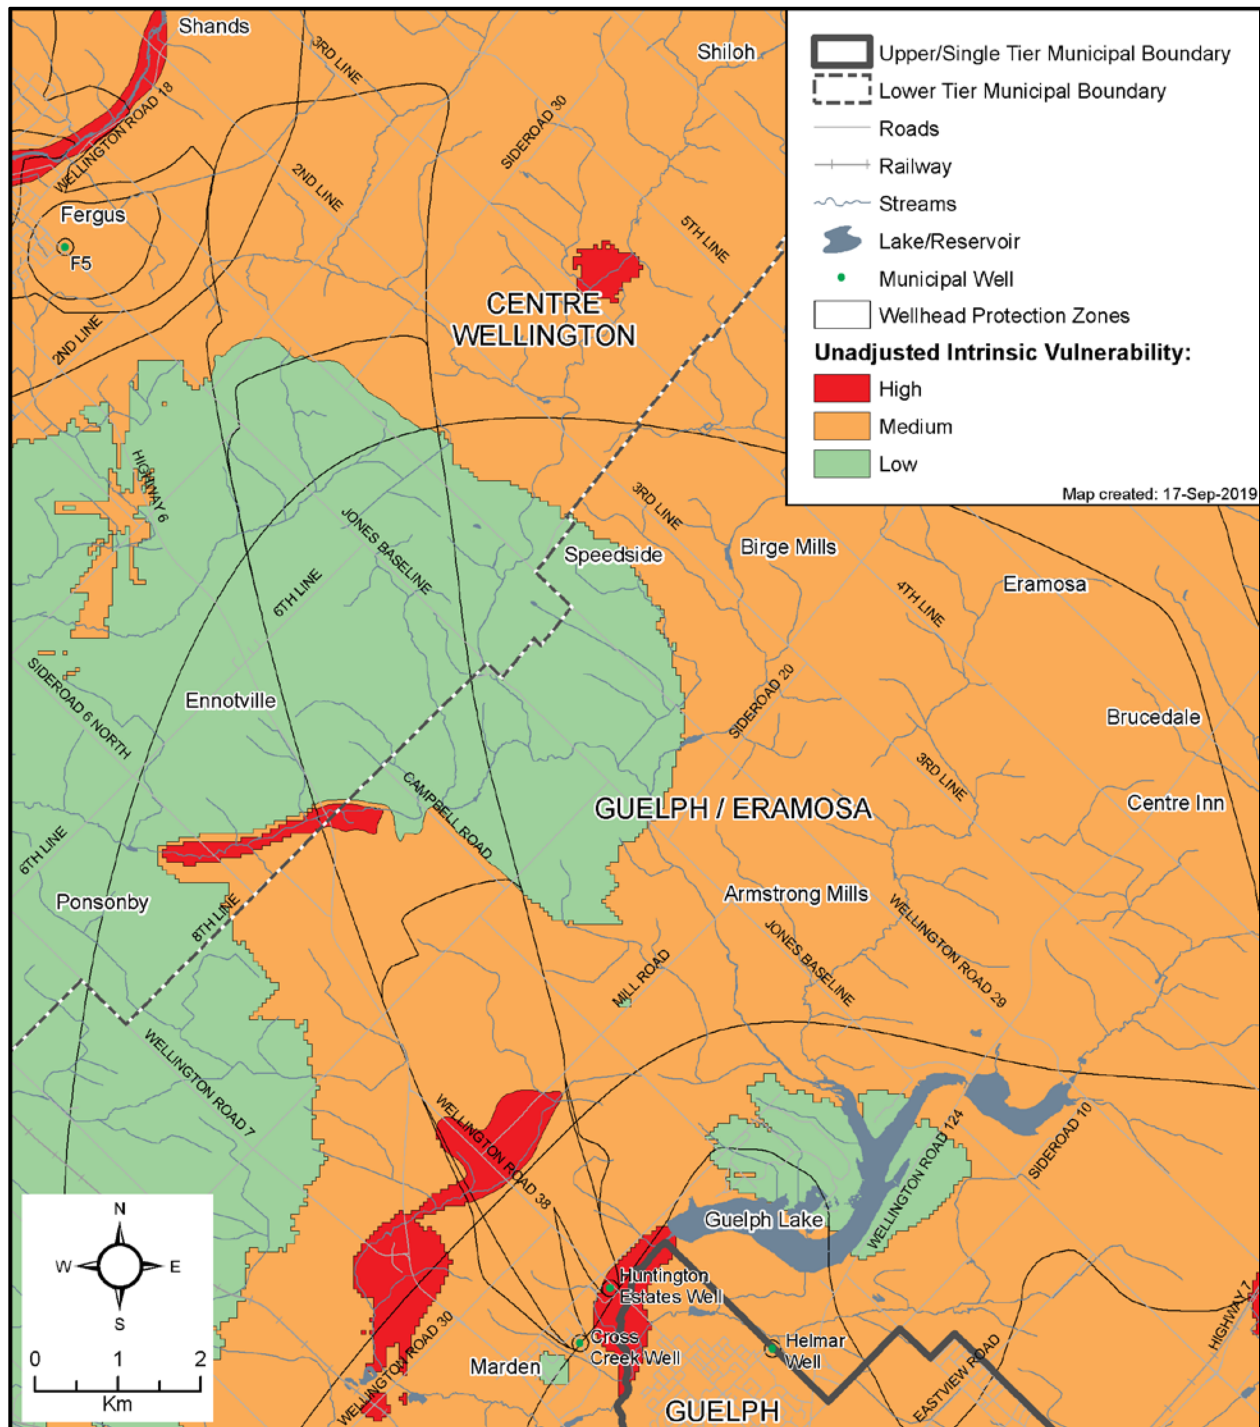 Shands
Shiloh
3RD LINE
SIDEROAD 30
WELLINGTON ROAD 18
2ND LINE
5TH LINE
Fergus
F5
2ND LINE
CENTRE
WELLINGTON
Upper/Single Tier Municipal Boundary
Lower Tier Municipal Boundary
Roads
Railway
Streams
Lake/Reservoir
Municipal Well
Wellhead Protection Zones
Unadjusted Intrinsic Vulnerability:
High
Medium
Low
Map created: 17-Sep-2019
HIGHWAY 6
JONES BASELINE
6TH LINE
3RD LINE
Speedside
Birge Mills
Eramosa
4TH LINE
SIDEROAD 6 NORTH
Ennotville
SIDEROAD 20
Brucedale
3RD LINE
CAMPBELL ROAD
GUELPH / ERAMOSA
Centre Inn
6TH LINE
Ponsonby
8TH LINE
Armstrong Mills
WELLINGTON ROAD 29
JONES BASELINE
MILL ROAD
WELLINGTON ROAD 7
WELLINGTON ROAD 38
WELLINGTON ROAD 124
SIDEROAD 10
Guelph Lake
Huntington
Estates Well
Cross
Creek Well
Helmar
Well
HIGHWAY 7
WELLINGTON ROAD 30
Marden
EASTVIEW ROAD
GUELPH
N
W
E
S
0 1 2
Km